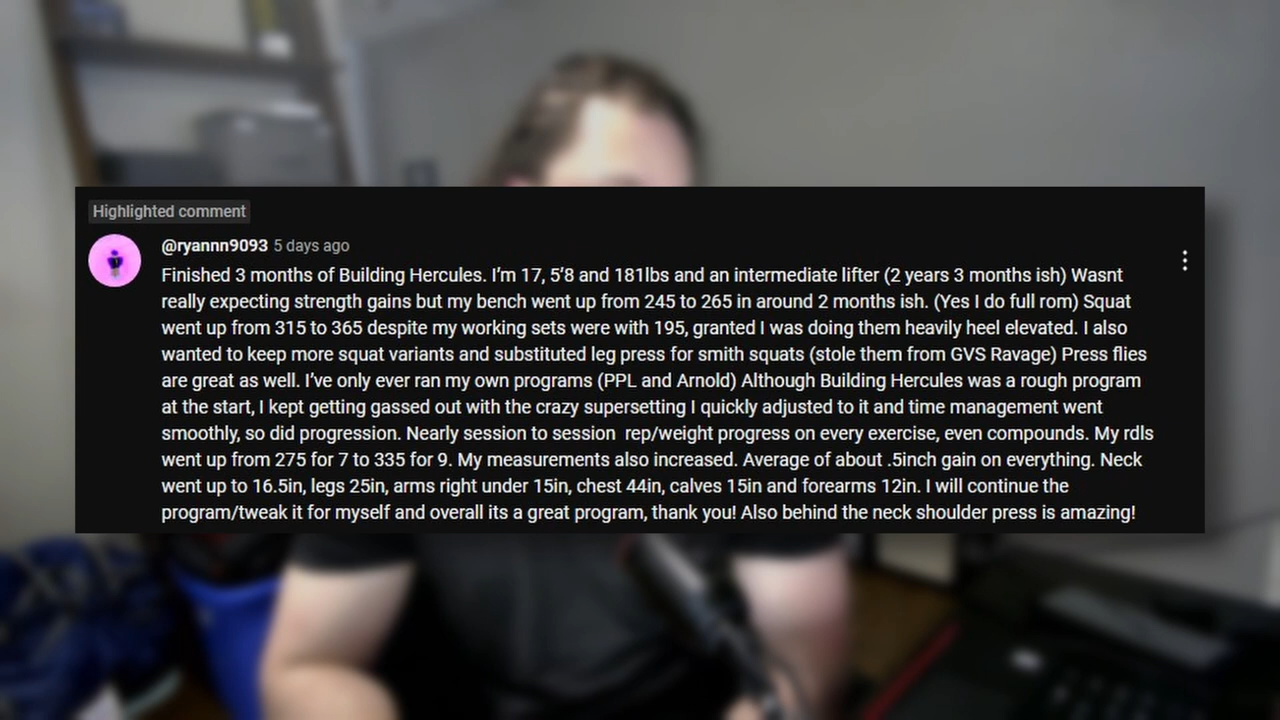 Highlighted comment
@ryannn9093 5 days ago
Finished 3 months of Building Hercules. I’m 17, 5’8 and 181lbs and an intermediate lifter (2 years 3 months ish) Wasnt
really expecting strength gains but my bench went up from 245 to 265 in around 2 months ish. (Yes I do full rom) Squat
went up from 315 to 365 despite my working sets were with 195, granted I was doing them heavily heel elevated. I also
wanted to keep more squat variants and substituted leg press for smith squats (stole them from GVS Ravage) Press flies
are great as well. I’ve only ever ran my own programs (PPL and Arnold) Although Building Hercules was a rough program
at the start, I kept getting gassed out with the crazy supersetting I quickly adjusted to it and time management went
smoothly, so did progression. Nearly session to session  rep/weight progress on every exercise, even compounds. My rdls
went up from 275 for 7 to 335 for 9. My measurements also increased. Average of about .5inch gain on everything. Neck
went up to 16.5in, legs 25in, arms right under 15in, chest 44in, calves 15in and forearms 12in. I will continue the
program/tweak it for myself and overall its a great program, thank you! Also behind the neck shoulder press is amazing!